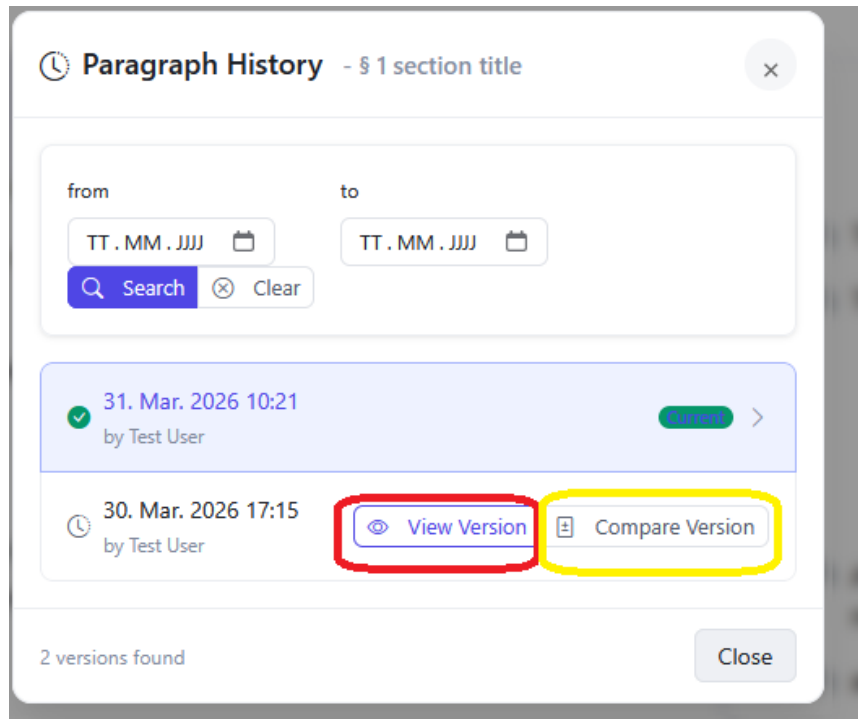 Paragraph History - § 1 section title
from
to
TT.MM.JJJJ
TT.MM.JJJJ
Search
Clear
31. Mar. 2026 10:21
by Test User
Current
30. Mar. 2026 17:15
by Test User
View Version
Compare Version
2 versions found
Close